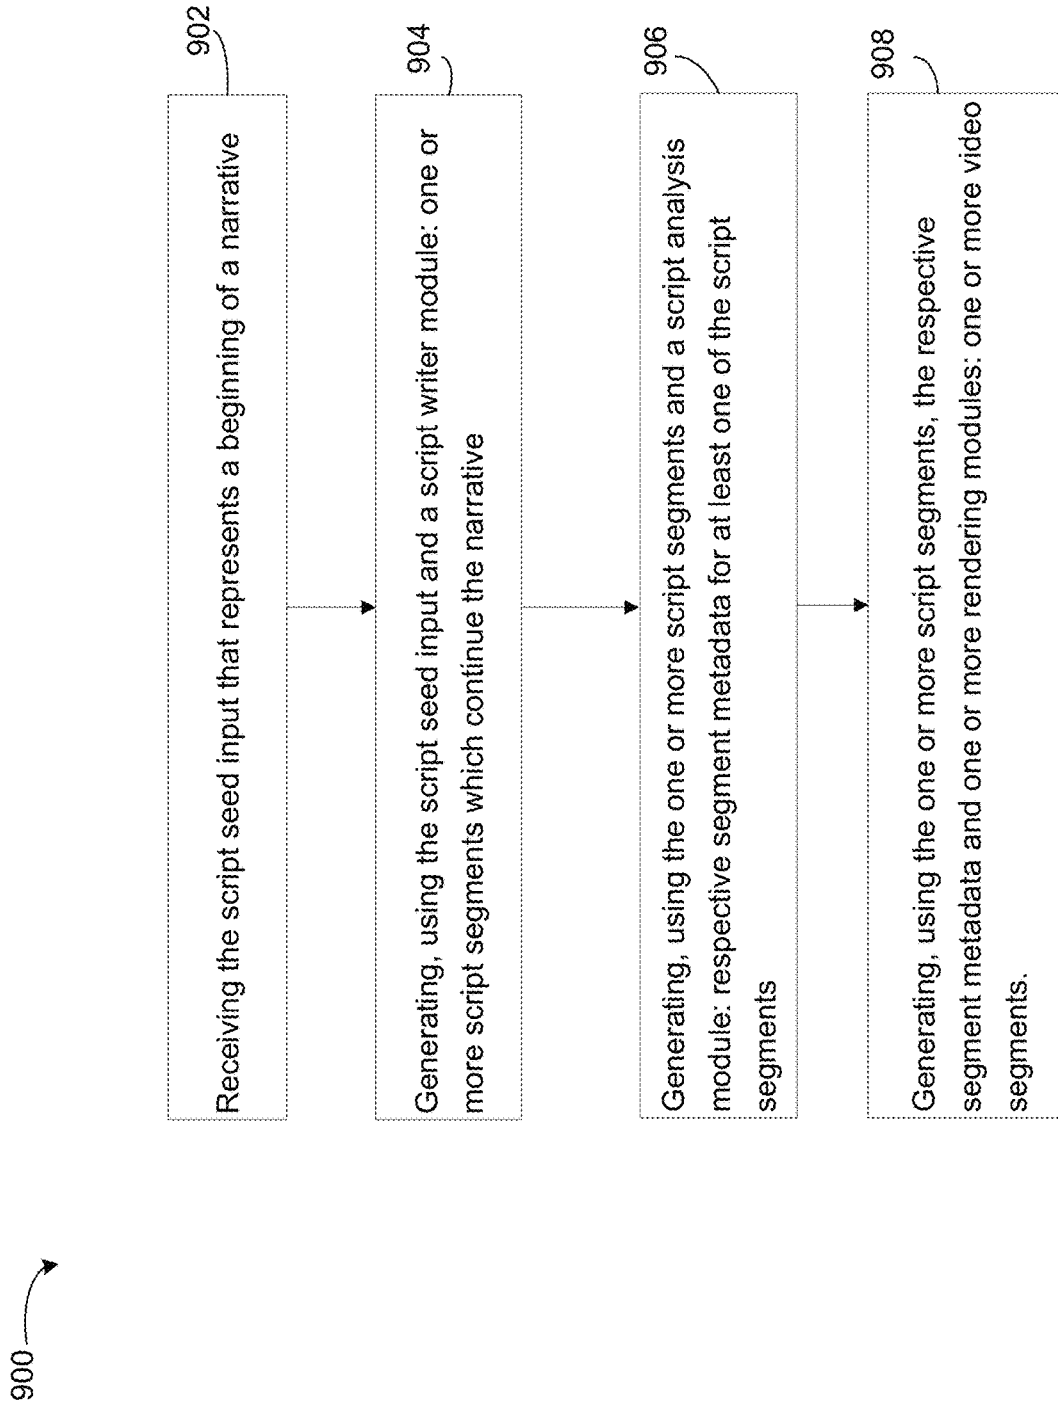 900
902
Receiving the script seed input that represents a beginning of a narrative
904
Generating, using the script seed input and a script writer module: one or
more script segments which continue the narrative
906
Generating, using the one or more script segments and a script analysis
module: respective segment metadata for at least one of the script
segments
908
Generating, using the one or more script segments, the respective
segment metadata and one or more rendering modules: one or more video
segments.